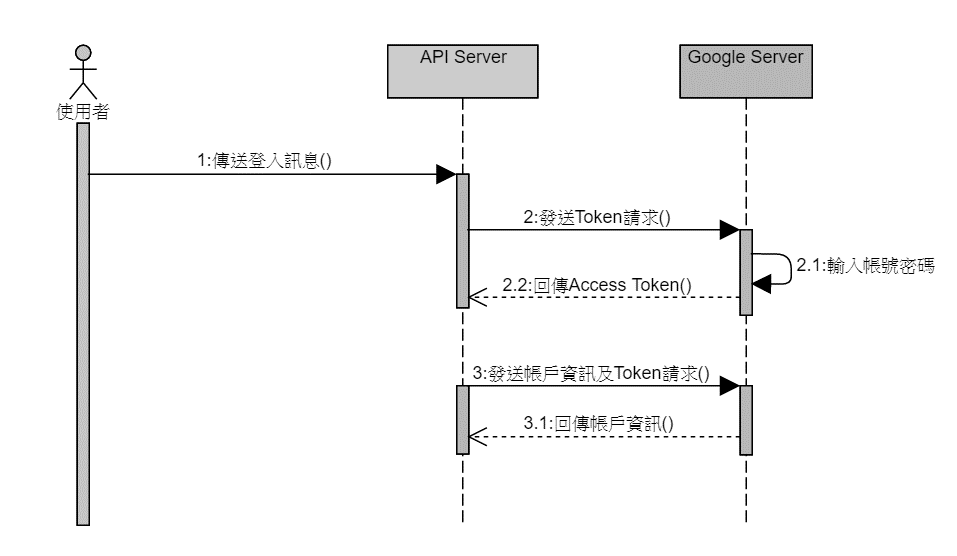 API Server
Google Server
使用者
1:傳送登入訊息()
2:發送Token請求()
2.1:輸入帳號密碼
2.2:回傳Access Token()
3:發送帳戶資訊及Token請求()
3.1:回傳帳戶資訊()